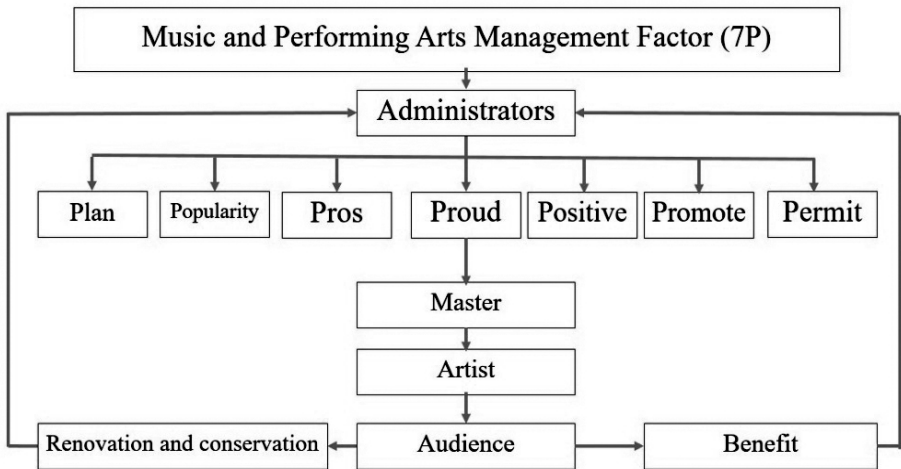 Music and Performing Arts Management Factor (7P)
Administrators
Plan
Popularity
Pros
Proud
Positive
Promote
Permit
Master
Artist
Renovation and conservation
Audience
Benefit